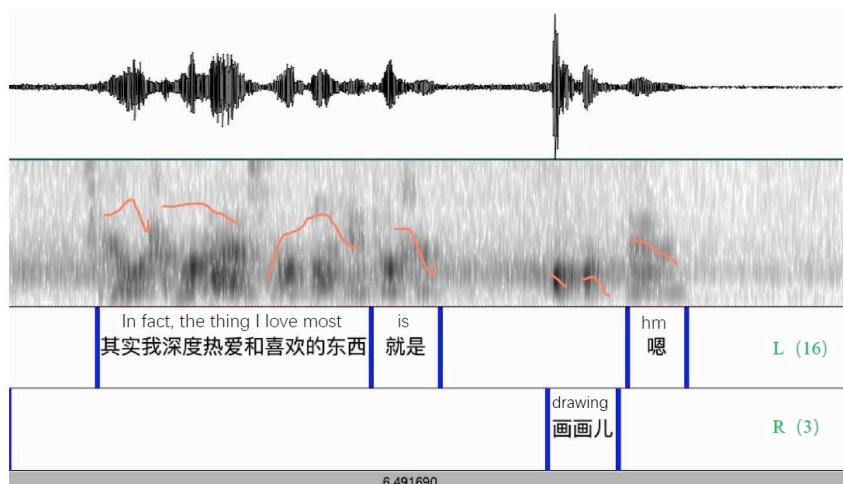 In fact, the thing I love most is hm
其实我深度热爱和喜欢的东西 就是 嗯 L (16)
drawing
画画儿 R (3)
6.491690